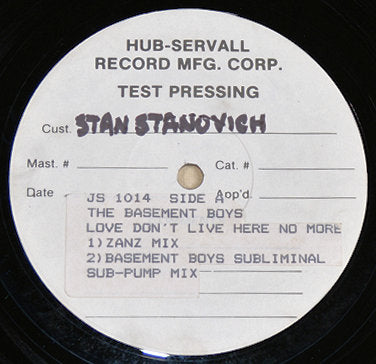 HUB-SERVALL
RECORD MFG. CORP.
TEST PRESSING
Cust. STAN STANOVICH
Mast. # Cat. #
Date App'd.
JS 1014 SIDE A
THE BASEMENT BOYS
LOVE DON'T LIVE HERE NO MORE
1)ZANZ MIX
2)BASEMENT BOYS SUBLIMINAL
SUB-PUMP MIX